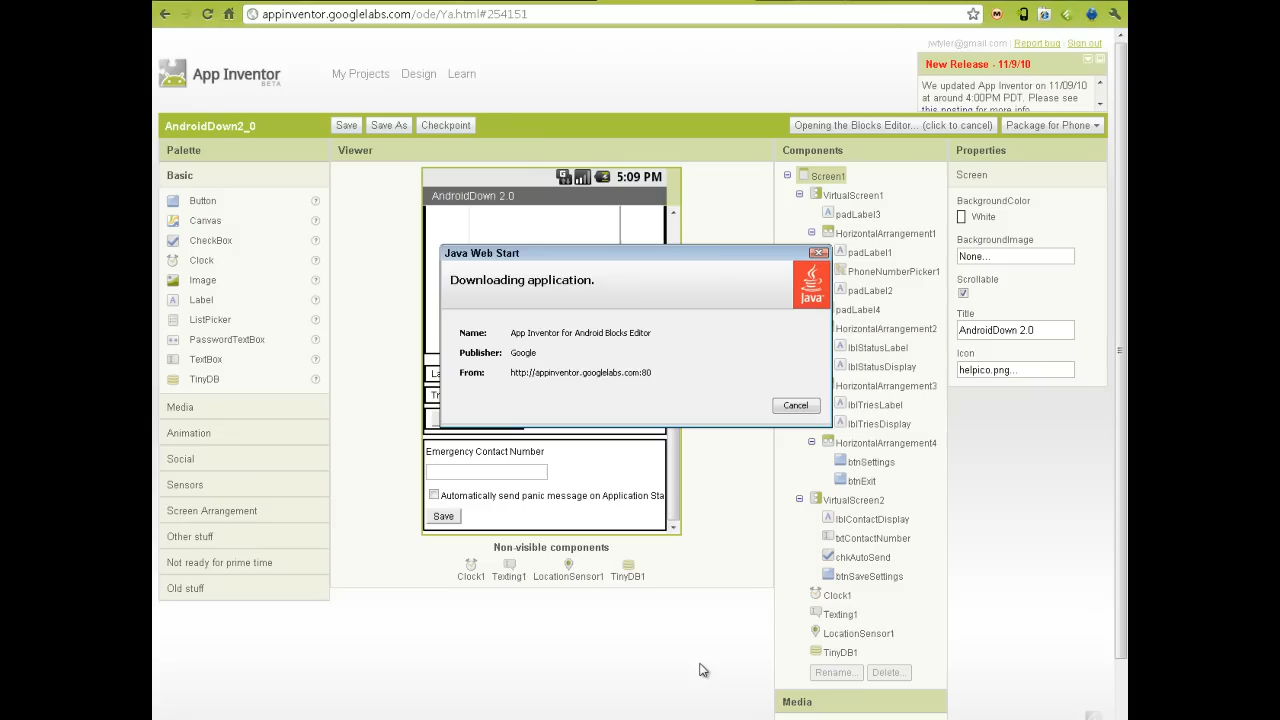 appinventor.googlelabs.com/ode/Ya.html#254151
jwtyler@gmail.com | Report bug | Sign out
New Release - 11/9/10
We updated App Inventor on 11/09/10
at around 4:00PM PDT. Please see
this posting for more info
App Inventor
BETA
My Projects Design Learn
AndroidDown2_0
Save
Save As
Checkpoint
Opening the Blocks Editor... (click to cancel)
Package for Phone
Palette
Basic
Button
Canvas
CheckBox
Clock
Image
Label
ListPicker
PasswordTextBox
TextBox
TinyDB
Media
Animation
Social
Sensors
Screen Arrangement
Other stuff
Not ready for prime time
Old stuff
Viewer
5:09 PM
AndroidDown 2.0
Java Web Start
Downloading application.
Java
Name: App Inventor for Android Blocks Editor
Publisher: Google
From: http://appinventor.googlelabs.com:80
Cancel
Emergency Contact Number
Automatically send panic message on Application Sta
Save
Non-visible components
Clock1 Texting1 LocationSensor1 TinyDB1
Components
Screen1
VirtualScreen1
padLabel3
HorizontalArrangement1
padLabel1
PhoneNumberPicker1
padLabel2
padLabel4
HorizontalArrangement2
lblStatusLabel
lblStatusDisplay
HorizontalArrangement3
lblTriesLabel
lblTriesDisplay
HorizontalArrangement4
btnSettings
btnExit
VirtualScreen2
lblContactDisplay
txtContactNumber
chkAutoSend
btnSaveSettings
Clock1
Texting1
LocationSensor1
TinyDB1
Rename...
Delete...
Media
Properties
Screen
BackgroundColor
White
BackgroundImage
None...
Scrollable
Title
AndroidDown 2.0
Icon
helpico.png...